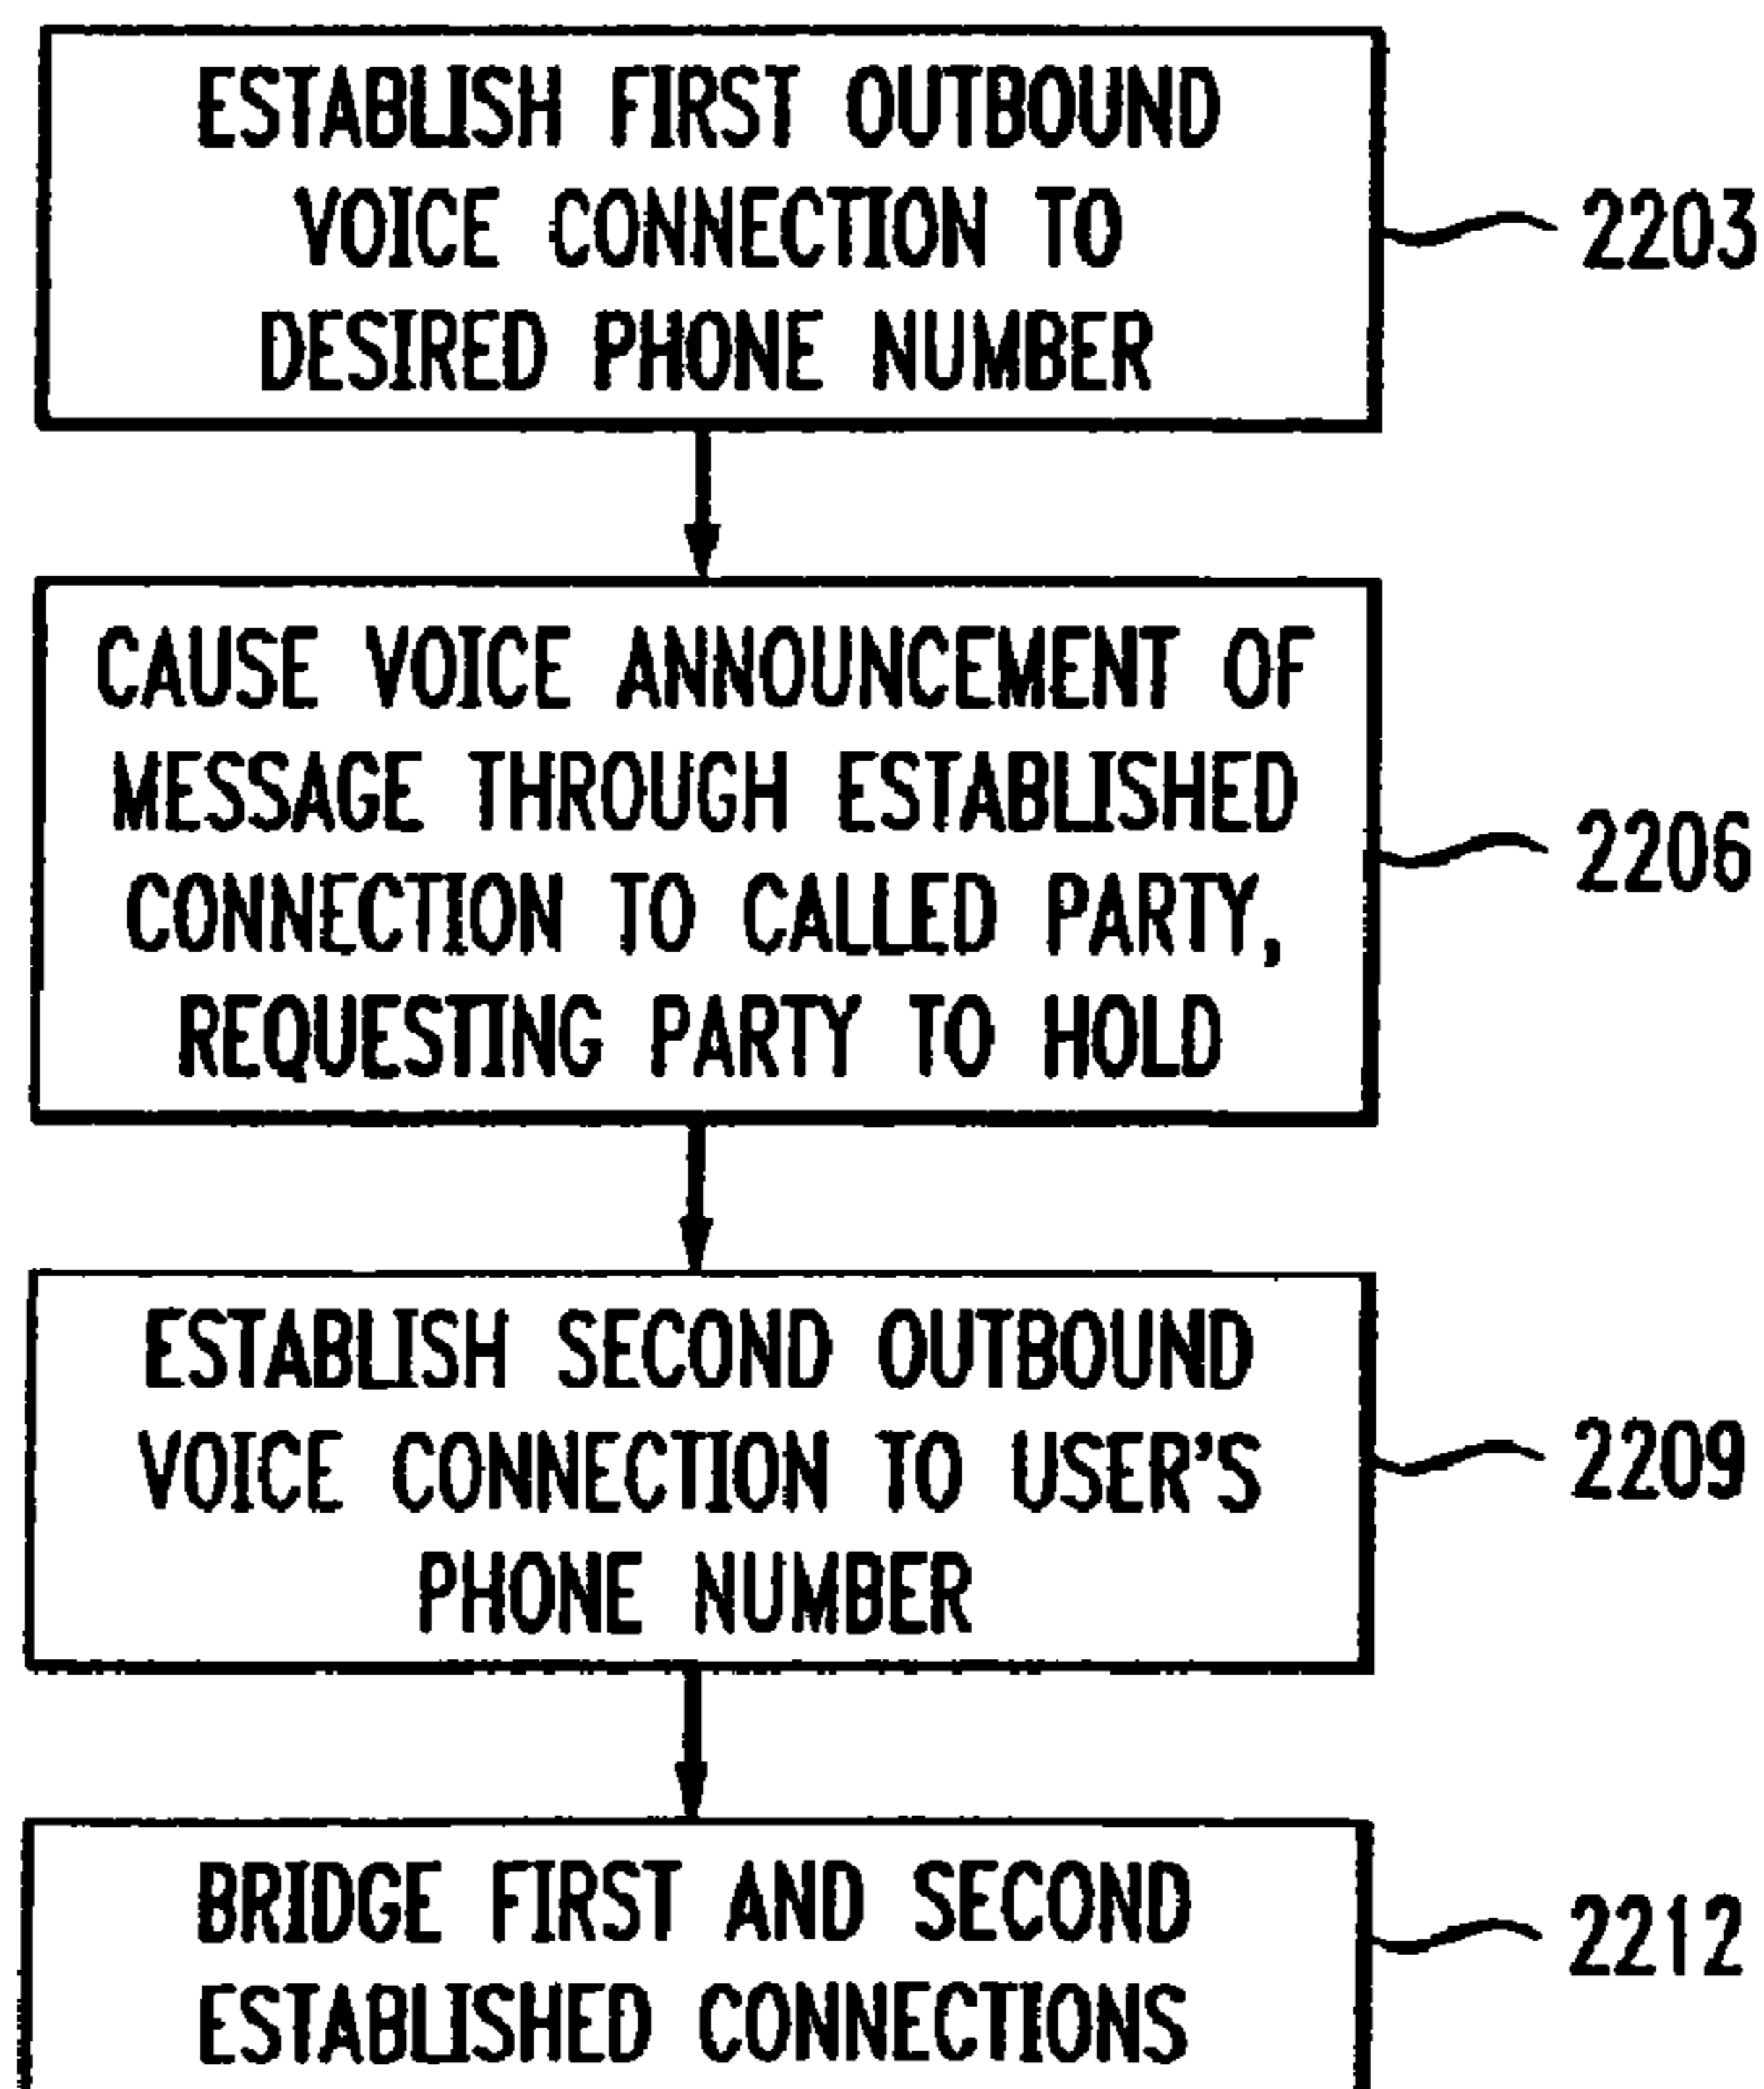 ESTABLISH FIRST OUTBOUND
VOICE CONNECTION TO
DESIRED PHONE NUMBER
2203
CAUSE VOICE ANNOUNCEMENT OF
MESSAGE THROUGH ESTABLISHED
CONNECTION TO CALLED PARTY,
REQUESTING PARTY TO HOLD
2206
ESTABLISH SECOND OUTBOUND
VOICE CONNECTION TO USER'S
PHONE NUMBER
2209
BRIDGE FIRST AND SECOND
ESTABLISHED CONNECTIONS
2212